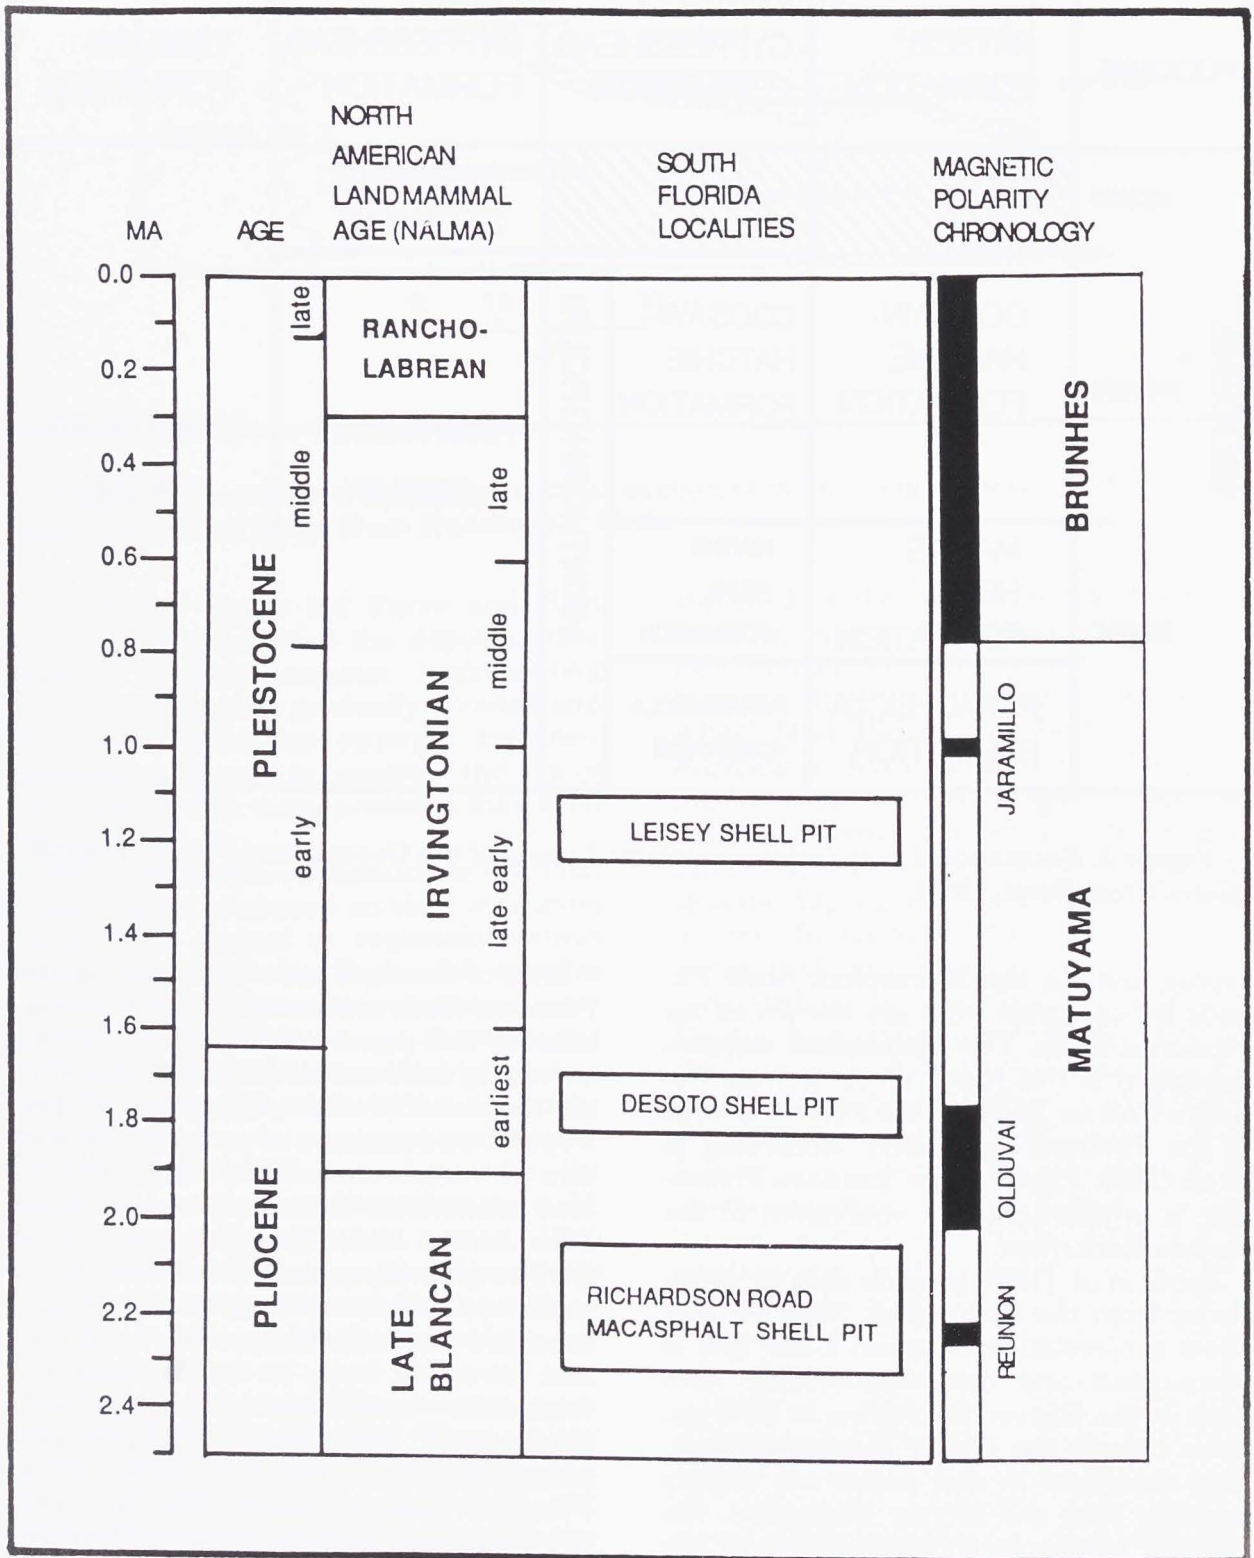 NORTH
AMERICAN
LAND MAMMAL
AGE (NALMA)
SOUTH
FLORIDA
LOCALITIES
MAGNETIC
POLARITY
CHRONOLOGY
MA
AGE
0.0
0.2
0.4
0.6
0.8
1.0
1.2
1.4
1.6
1.8
2.0
2.2
2.4
PLEISTOCENE
late
middle
early
PLIOCENE
RANCHO-
LABREAN
IRVINGTONIAN
late
middle
late early
earliest
LATE
BLANCAN
LEISEY SHELL PIT
DESOTO SHELL PIT
RICHARDSON ROAD
MACASPHALT SHELL PIT
BRUNHES
MATUYAMA
JARAMILLO
OLDUVAI
REUNION